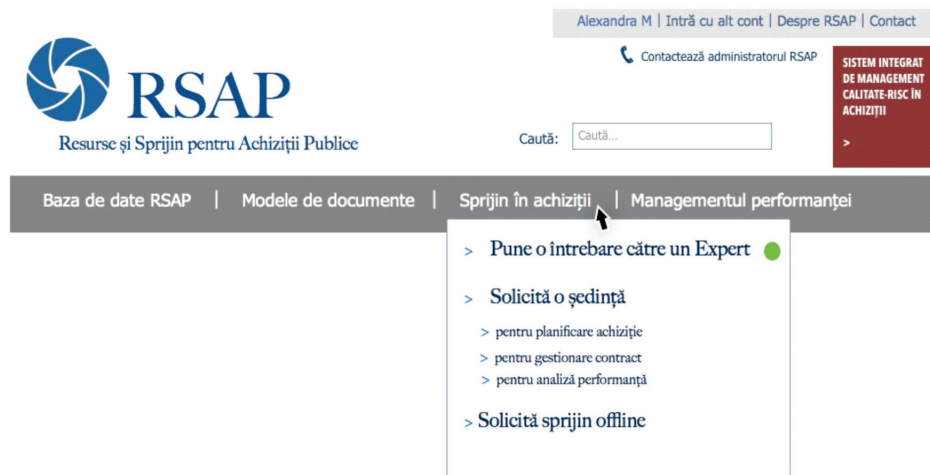 Alexandra M | Intră cu alt cont | Despre RSAP | Contact
Contactează administratorul RSAP
SISTEM INTEGRAT
DE MANAGEMENT
CALITATE-RISC ÎN
ACHIZIȚII
>
RSAP
Resurse și Sprijin pentru Achiziții Publice
Caută: Caută...
Baza de date RSAP | Modele de documente | Sprijin în achiziții | Managementul performanței
> Pune o întrebare către un Expert
> Solicită o ședință
> pentru planificare achiziție
> pentru gestionare contract
> pentru analiză performanță
> Solicită sprijin offline